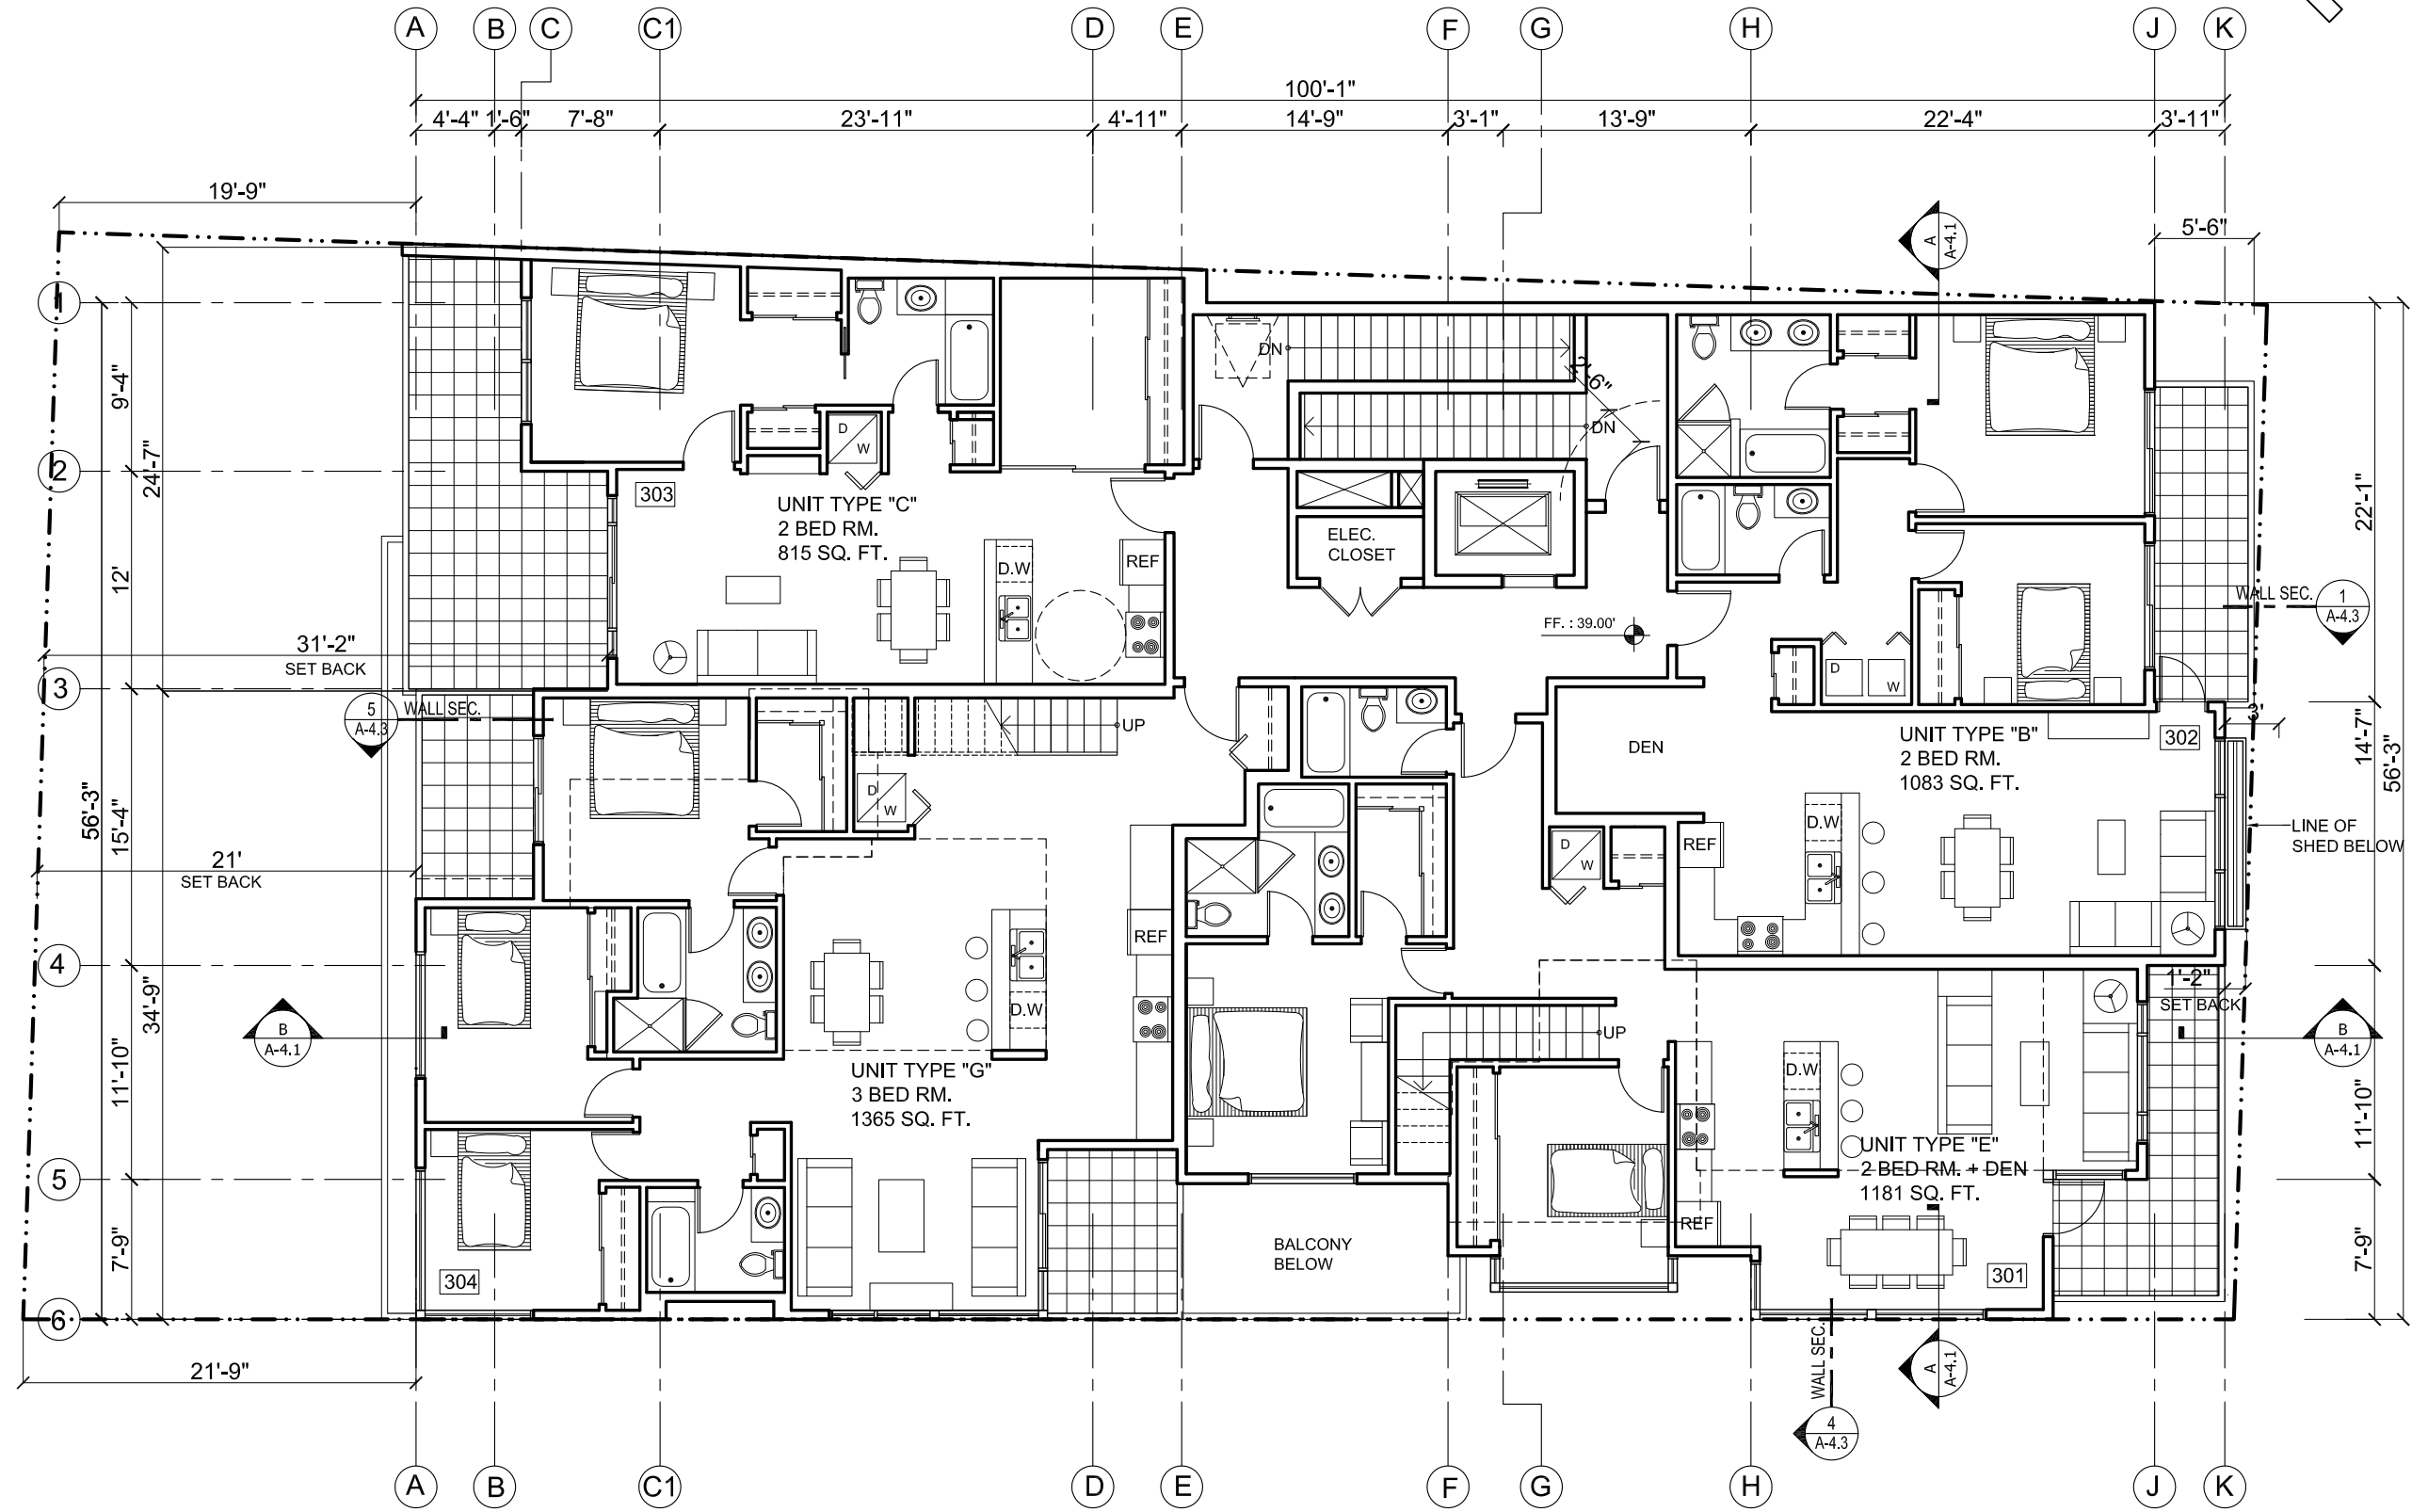 A B C C1 D E F G H J K
100'-1"
4'-4" 1'-6" 7'-8" 23'-11" 4'-11" 14'-9" 3'-1" 13'-9" 22'-4" 3'-11"
19'-9"
5'-6"
A
A-4.1
1
9'-4"
24'-7"
2
12'
31'-2"
SET BACK
3
5
A-4.3
WALL SEC.
56'-3"
15'-4"
21'
SET BACK
4
34'-9"
B
A-4.1
11'-10"
5
7'-9"
6
21'-9"
303
UNIT TYPE "C"
2 BED RM.
815 SQ. FT.
D
W
D.W
REF
DN
DN
2'-6"
ELEC.
CLOSET
FF. : 39.00'
22'-1"
WALL SEC.
1
A-4.3
D
W
DEN
UNIT TYPE "B"
2 BED RM.
1083 SQ. FT.
302
3'
14'-7"
56'-3"
D.W
REF
LINE OF
SHED BELOW
UP
D
W
D
W
REF
D.W
UNIT TYPE "G"
3 BED RM.
1365 SQ. FT.
304
UP
BALCONY
BELOW
D.W
UNIT TYPE "E"
2 BED RM. + DEN
1181 SQ. FT.
REF
301
1'-2"
SET BACK
B
A-4.1
11'-10"
7'-9"
WALL SEC.
4
A-4.3
A
A-4.1
A B C1 D E F G H J K